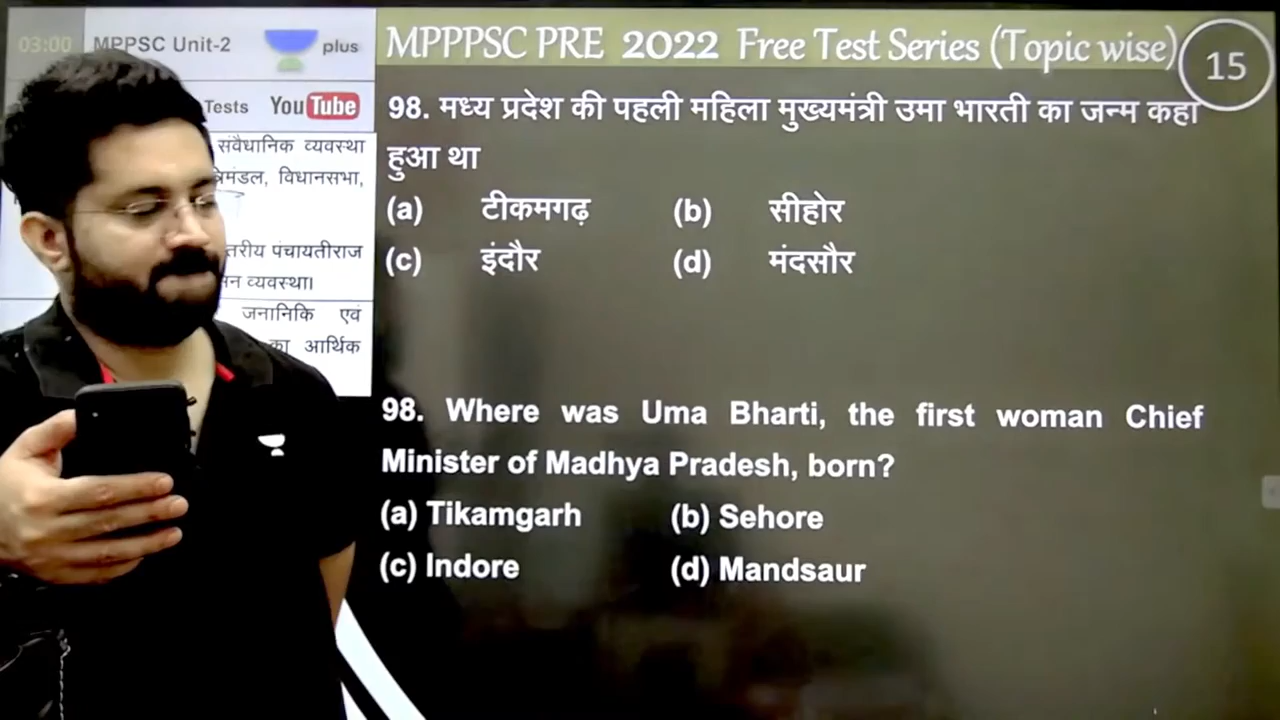 03:00 MPPSC Unit-2 plus
MPPPSC PRE 2022 Free Test Series (Topic wise)
15
Tests YouTube
संवैधानिक व्यवस्था
विधानसभा,
पंचायतीराज
व्यवस्था।
जनानिकि एवं
का आर्थिक
98. मध्य प्रदेश की पहली महिला मुख्यमंत्री उमा भारती का जन्म कहा
हुआ था
(a) टीकमगढ़ (b) सीहोर
(c) इंदौर (d) मंदसौर
98. Where was Uma Bharti, the first woman Chief
Minister of Madhya Pradesh, born?
(a) Tikamgarh (b) Sehore
(c) Indore (d) Mandsaur